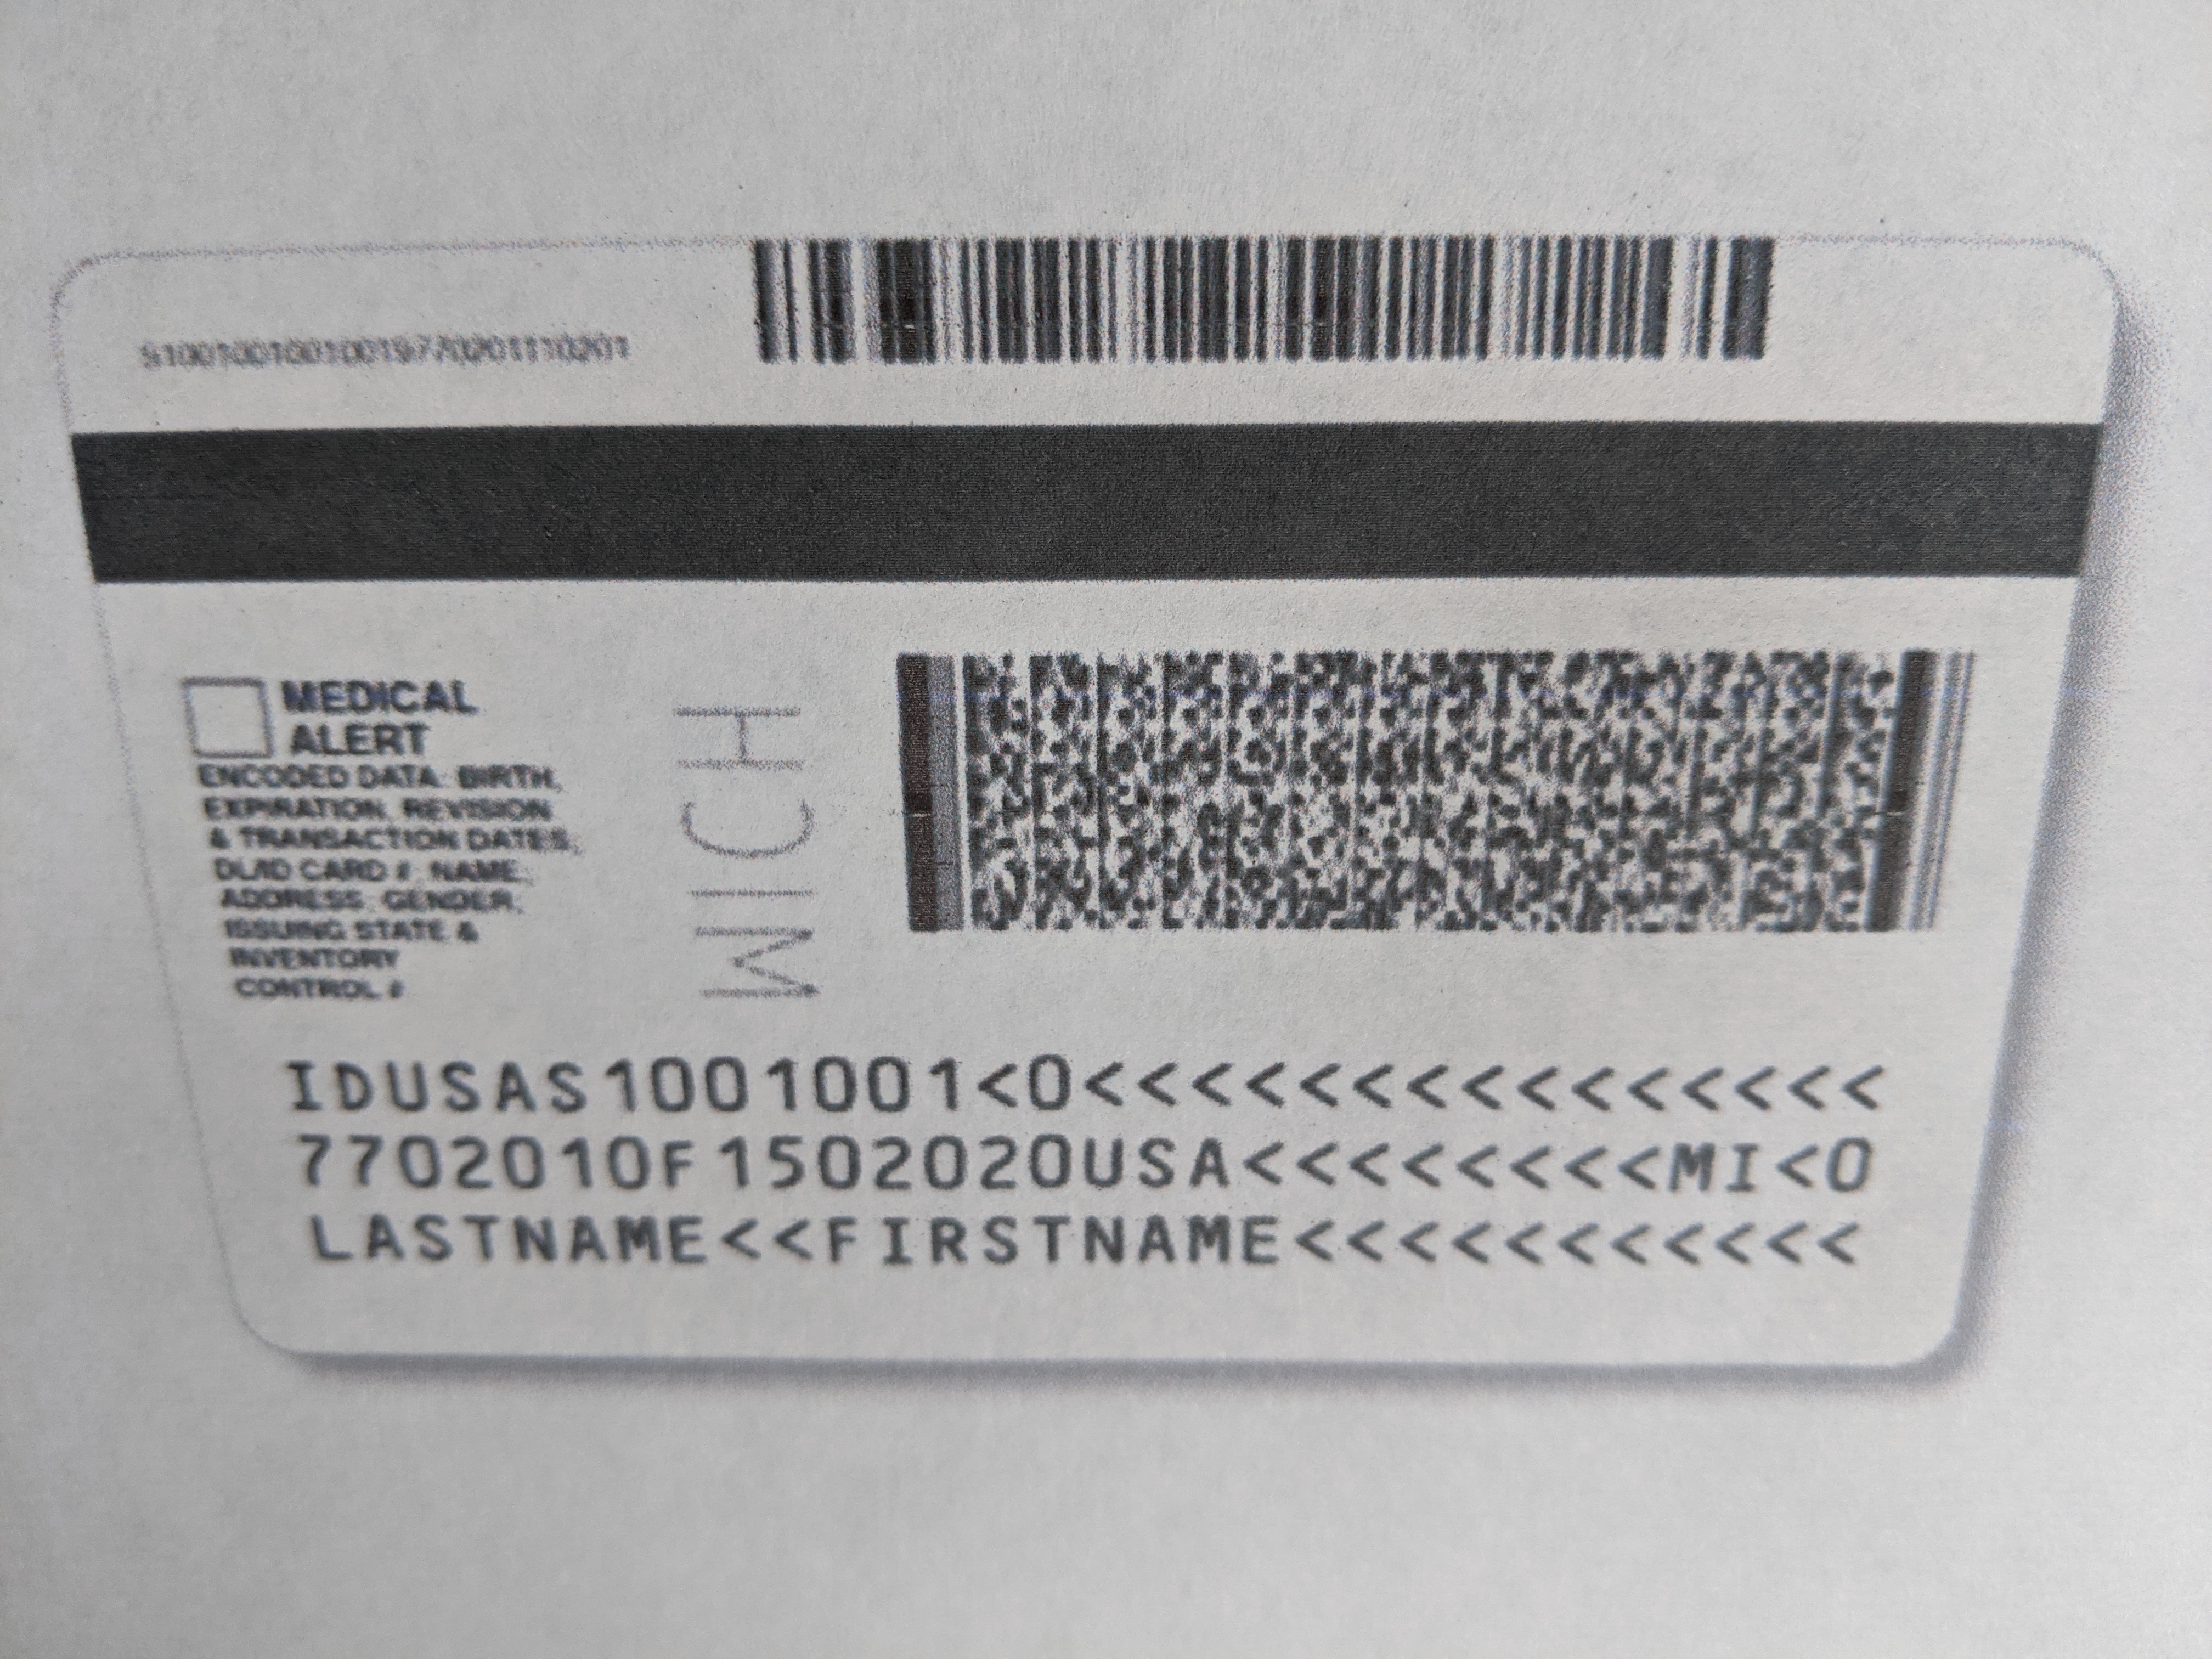 S100100100100197702011110201
MEDICAL
ALERT
ENCODED DATA: BIRTH,
EXPIRATION, REVISION
& TRANSACTION DATES,
DL/ID CARD #, NAME,
ADDRESS, GENDER,
ISSUING STATE &
INVENTORY
CONTROL #
MICH
IDUSAS1001001<0<<<<<<<<<<<<<<<
7702010F1502020USA<<<<<<<<MI<0
LASTNAME<<FIRSTNAME<<<<<<<<<<<